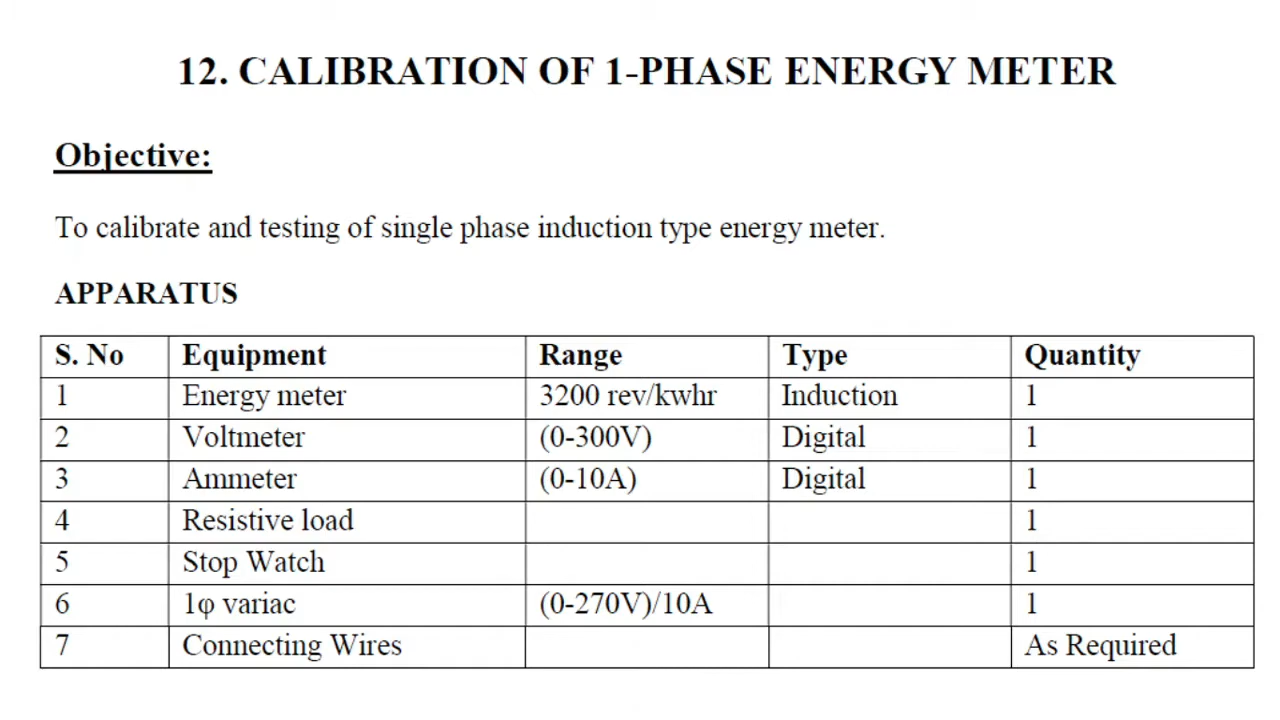 12. CALIBRATION OF 1-PHASE ENERGY METER
Objective:
To calibrate and testing of single phase induction type energy meter.
APPARATUS
S. No Equipment Range Type Quantity
1 Energy meter 3200 rev/kwhr Induction 1
2 Voltmeter (0-300V) Digital 1
3 Ammeter (0-10A) Digital 1
4 Resistive load 1
5 Stop Watch 1
6 1φ variac (0-270V)/10A 1
7 Connecting Wires As Required